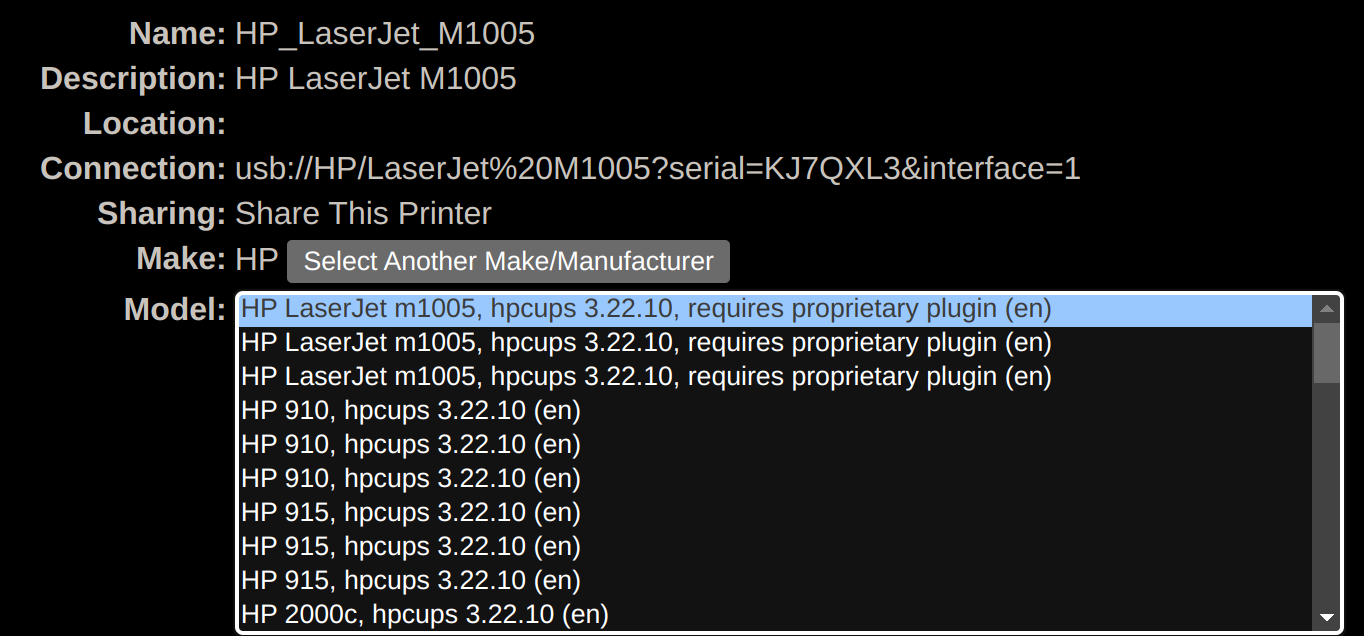 Name: HP_LaserJet_M1005
Description: HP LaserJet M1005
Location:
Connection: usb://HP/LaserJet%20M1005?serial=KJ7QXL3&interface=1
Sharing: Share This Printer
Make: HP Select Another Make/Manufacturer
Model: HP LaserJet m1005, hpcups 3.22.10, requires proprietary plugin (en)
HP LaserJet m1005, hpcups 3.22.10, requires proprietary plugin (en)
HP LaserJet m1005, hpcups 3.22.10, requires proprietary plugin (en)
HP 910, hpcups 3.22.10 (en)
HP 910, hpcups 3.22.10 (en)
HP 910, hpcups 3.22.10 (en)
HP 915, hpcups 3.22.10 (en)
HP 915, hpcups 3.22.10 (en)
HP 915, hpcups 3.22.10 (en)
HP 2000c, hpcups 3.22.10 (en)